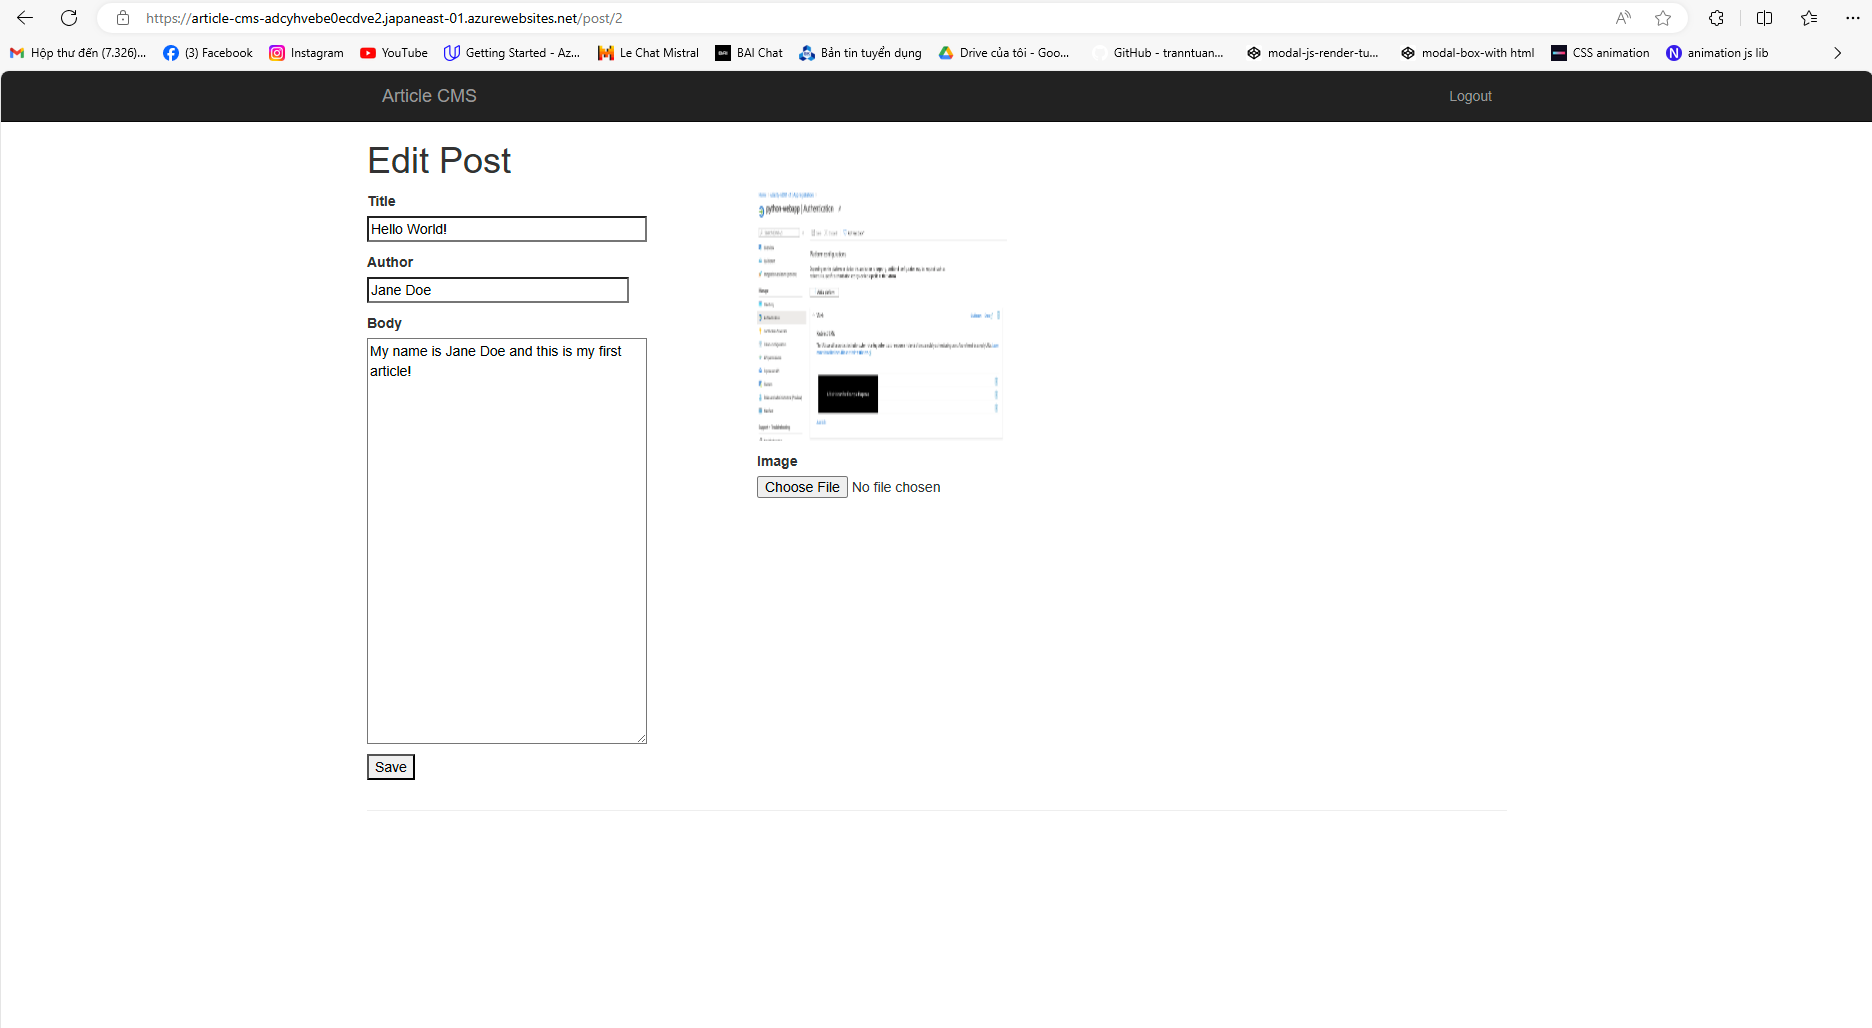 https://article-cms-adcyhvebe0ecdve2.japaneast-01.azurewebsites.net/post/2
Hộp thư đến (7.326)... (3) Facebook Instagram YouTube Getting Started - Az... Le Chat Mistral BAI Chat Bản tin tuyển dụng Drive của tôi - Goo... GitHub - tranntuan... modal-js-render-tu... modal-box-with html CSS animation animation js lib
Article CMS Logout
Edit Post
Title
Hello World!
Author
Jane Doe
Body
My name is Jane Doe and this is my first
article!
python-webapp | Authentication
Image
Choose File No file chosen
Save